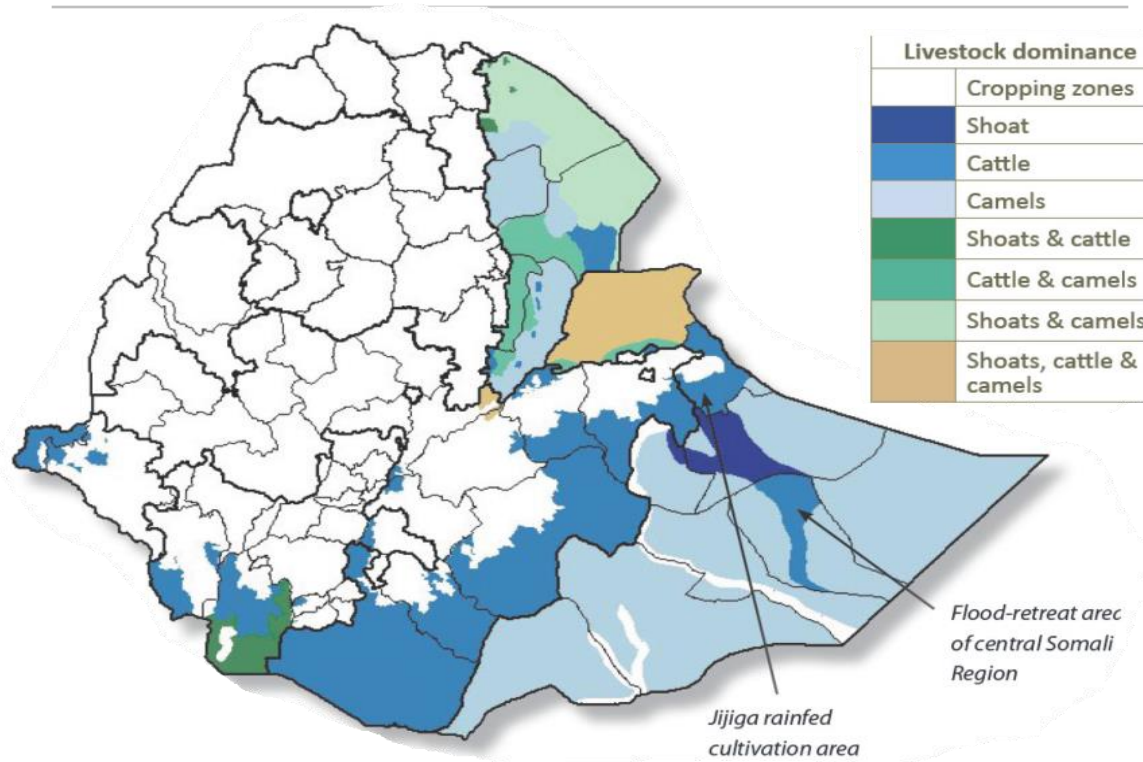 Livestock dominance
Cropping zones
Shoat
Cattle
Camels
Shoats & cattle
Cattle & camels
Shoats & camels
Shoats, cattle &
camels
Flood-retreat area
of central Somali
Region
Jijiga rainfed
cultivation area